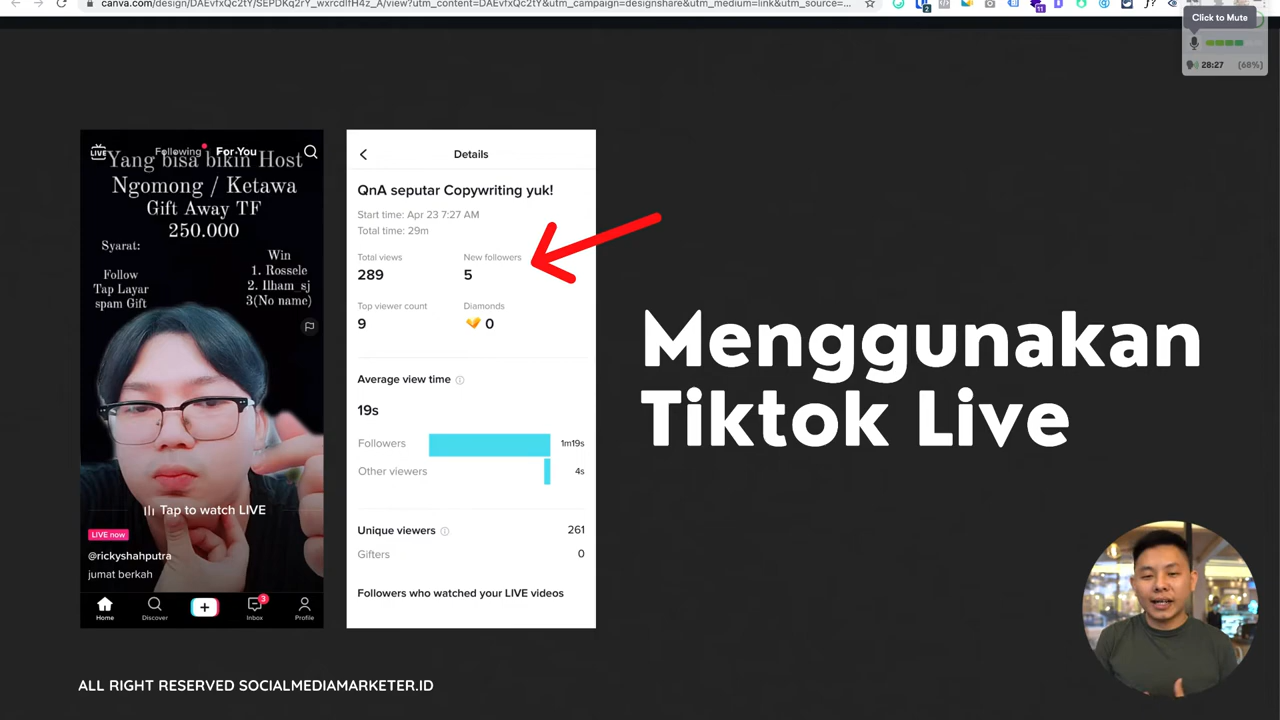 canva.com/design/DAEvfxQc2tY/SEPDKq2rY_wxrcdlfH4z_A/view?utm_content=DAEvfxQc2tY&utm_campaign=designshare&utm_medium=link&utm_source=...
Click to Mute
28:27 (68%)
LIVE
Following
For You
Yang bisa bikin Host
Ngomong / Ketawa
Gift Away TF
250.000
Syarat:
Follow
Tap Layar
spam Gift
Win
1. Rossele
2. Ilham_sj
3(No name)
Tap to watch LIVE
LIVE now
@rickyshahputra
jumat berkah
Home
Discover
Inbox
3
Profile
Details
QnA seputar Copywriting yuk!
Start time: Apr 23 7:27 AM
Total time: 29m
Total views
New followers
289
5
Top viewer count
Diamonds
9
0
Average view time
19s
Followers 1m19s
Other viewers 4s
Unique viewers 261
Gifters 0
Followers who watched your LIVE videos
Menggunakan
Tiktok Live
ALL RIGHT RESERVED SOCIALMEDIAMARKETER.ID